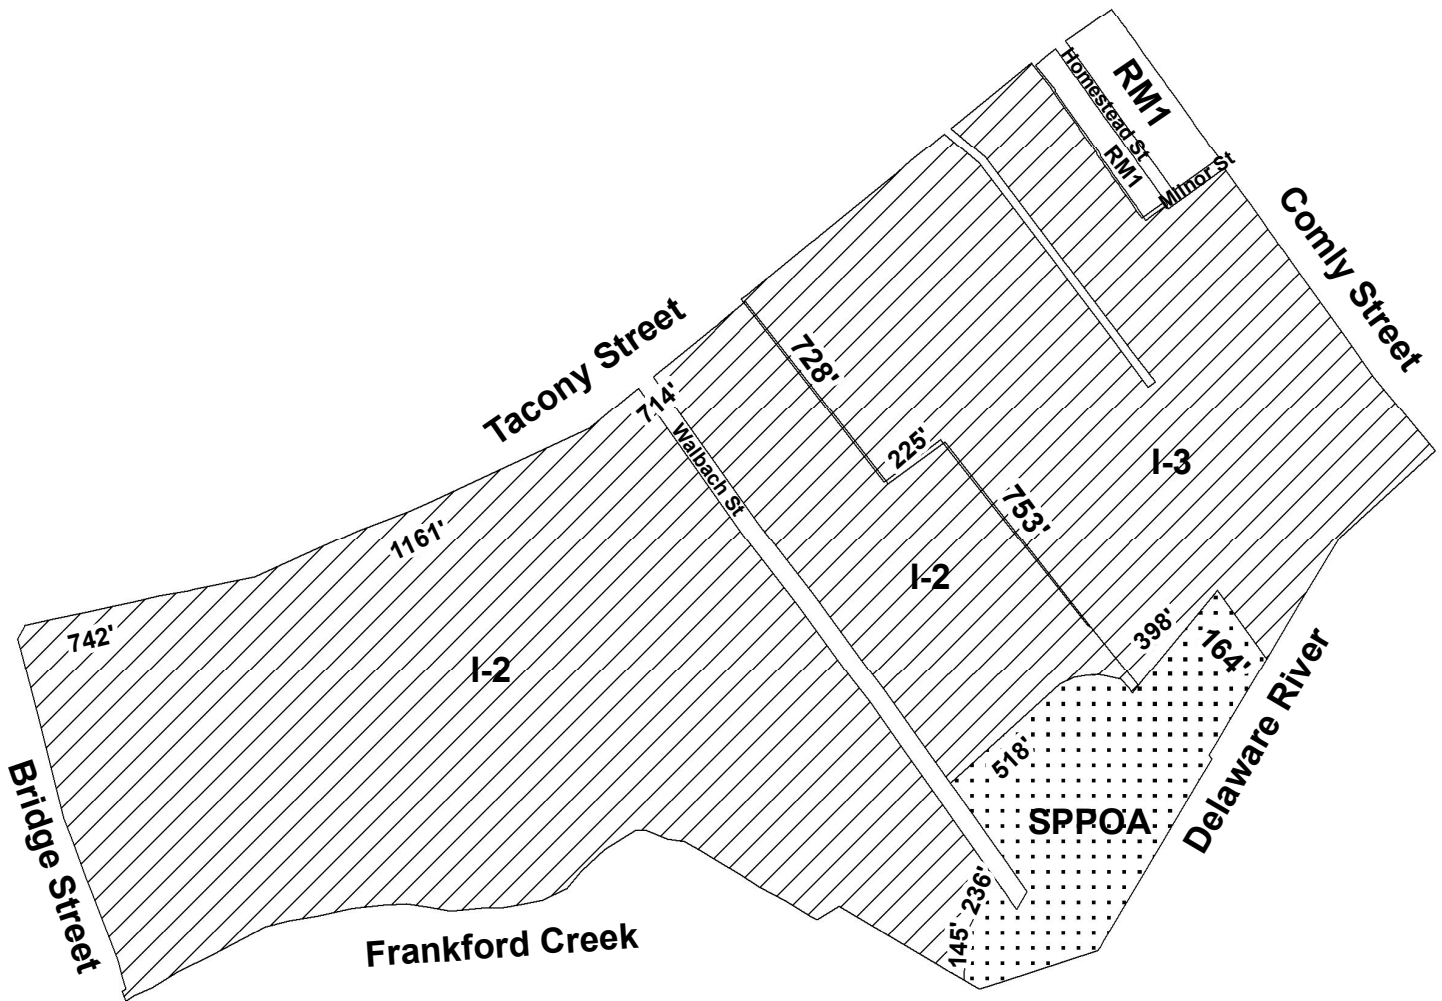 RM1
Homestead St
RM1
Milnor St
Comly Street
Tacony Street
728'
714'
Walbach St
225'
I-3
753'
1161'
I-2
742'
I-2
398'
164'
518'
Delaware River
SPPOA
Bridge Street
236'
145'
Frankford Creek